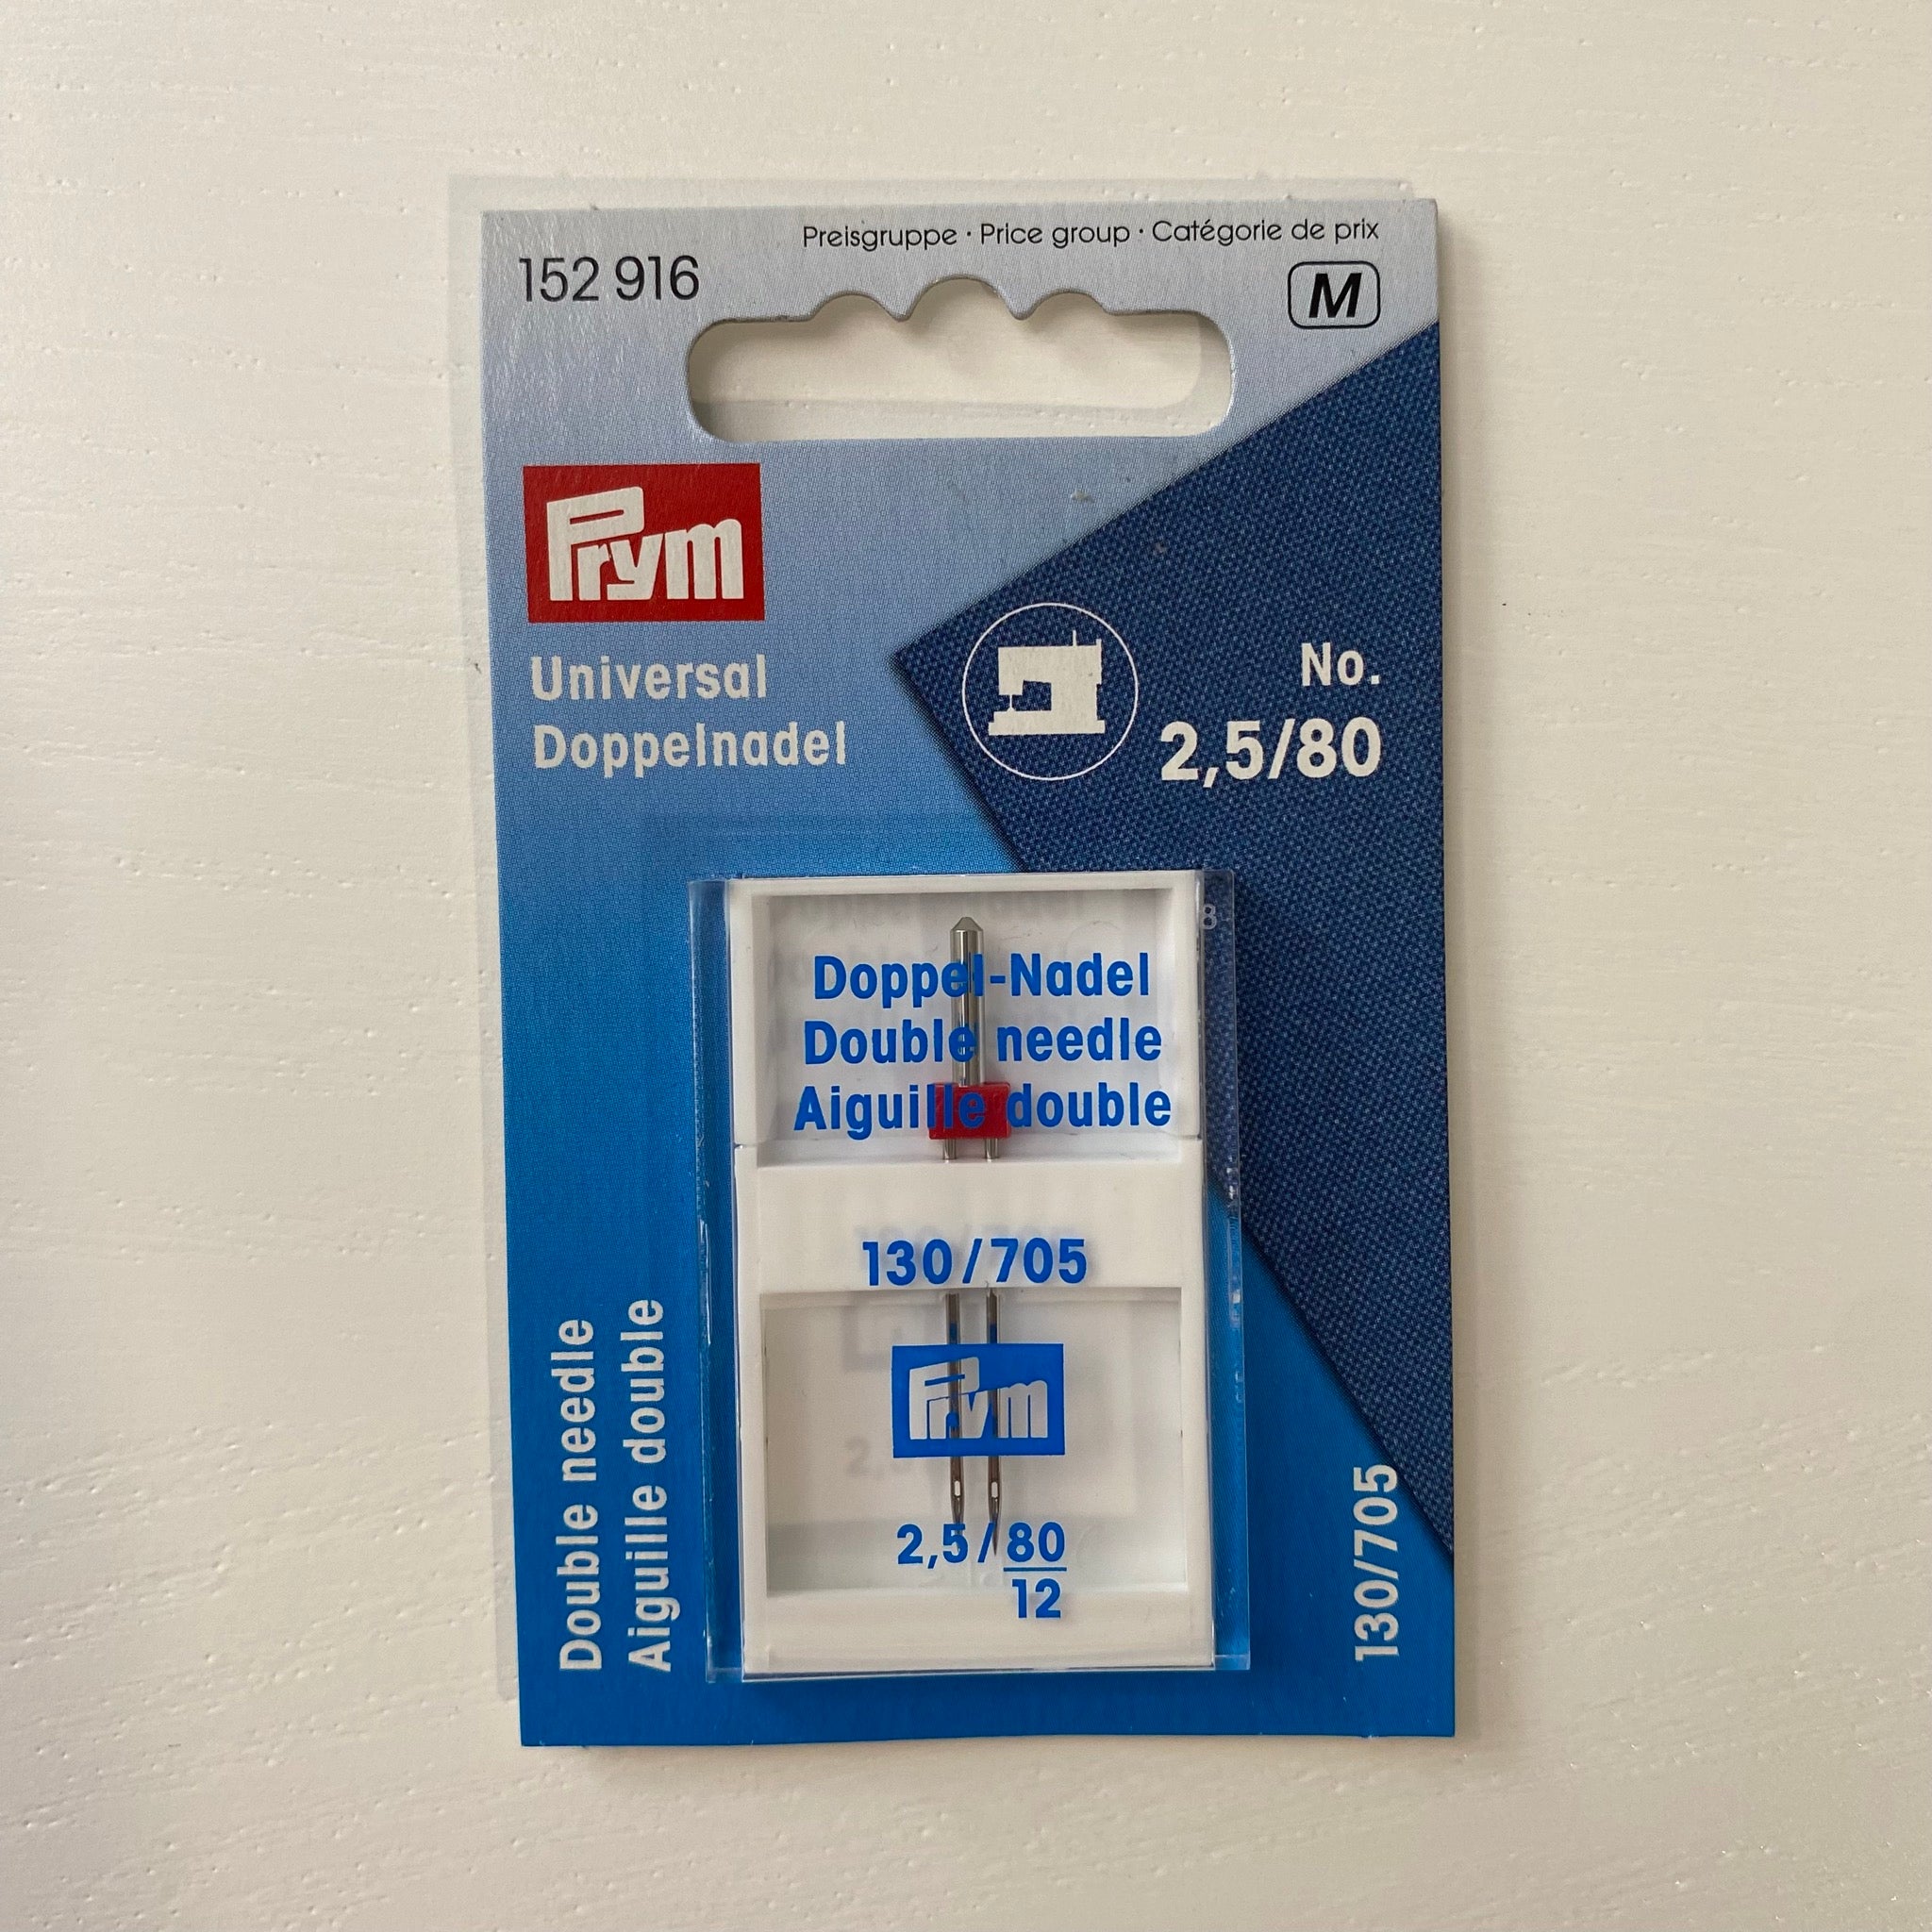 Preisgruppe · Price group · Catégorie de prix
152 916
M
Prym
Universal
Doppelnadel
No.
2,5/80
8
Doppel-Nadel
Double needle
Aiguille double
130/705
Prym
2,5/80
12
Double needle
Aiguille double
130/705